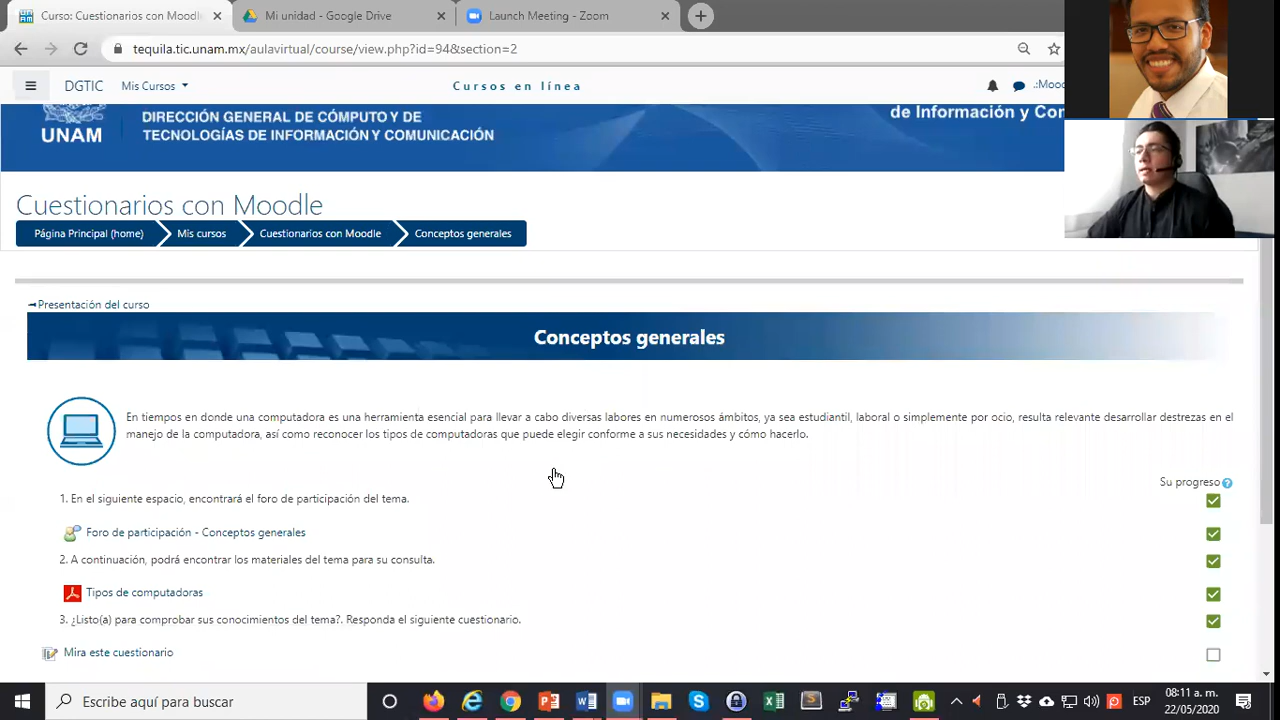 Curso: Cuestionarios con Moodle
Mi unidad - Google Drive
Launch Meeting - Zoom
tequila.tic.unam.mx/aulavirtual/course/view.php?id=94&section=2
DGTIC
Mis Cursos
Cursos en línea
.:Mood
UNAM
DIRECCIÓN GENERAL DE CÓMPUTO Y DE
TECNOLOGÍAS DE INFORMACIÓN Y COMUNICACIÓN
de Información y Con
Cuestionarios con Moodle
Página Principal (home)
Mis cursos
Cuestionarios con Moodle
Conceptos generales
◄Presentación del curso
Conceptos generales
En tiempos en donde una computadora es una herramienta esencial para llevar a cabo diversas labores en numerosos ámbitos, ya sea estudiantil, laboral o simplemente por ocio, resulta relevante desarrollar destrezas en el
manejo de la computadora, así como reconocer los tipos de computadoras que puede elegir conforme a sus necesidades y cómo hacerlo.
Su progreso
1. En el siguiente espacio, encontrará el foro de participación del tema.
Foro de participación - Conceptos generales
2. A continuación, podrá encontrar los materiales del tema para su consulta.
Tipos de computadoras
3. ¿Listo(a) para comprobar sus conocimientos del tema?. Responda el siguiente cuestionario.
Mira este cuestionario
Escribe aquí para buscar
ESP
08:11 a. m.
22/05/2020